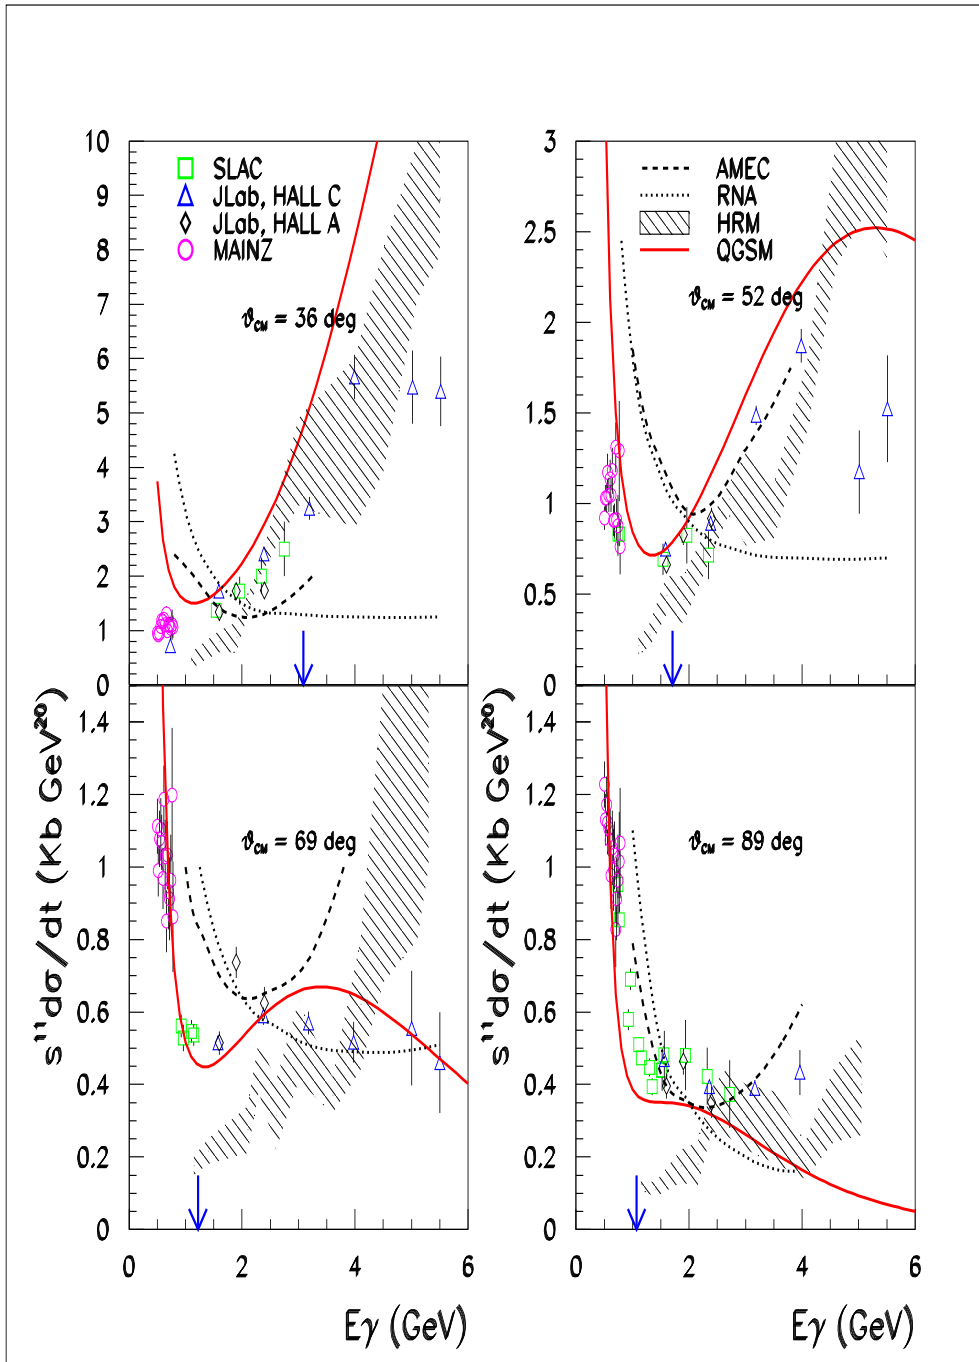 10
9
8
7
6
5
4
3
2
1
0
SLAC
JLab, HALL C
JLab, HALL A
MAINZ
ϑCM = 36 deg
3
2.5
2
1.5
1
0.5
0
AMEC
RNA
HRM
QGSM
ϑCM = 52 deg
1.4
1.2
1
0.8
0.6
0.4
0.2
0
ϑCM = 69 deg
s¹¹dσ/dt (Kb GeV²⁰)
0 2 4 6
Eγ (GeV)
1.4
1.2
1
0.8
0.6
0.4
0.2
0
ϑCM = 89 deg
s¹¹dσ/dt (Kb GeV²⁰)
0 2 4 6
Eγ (GeV)